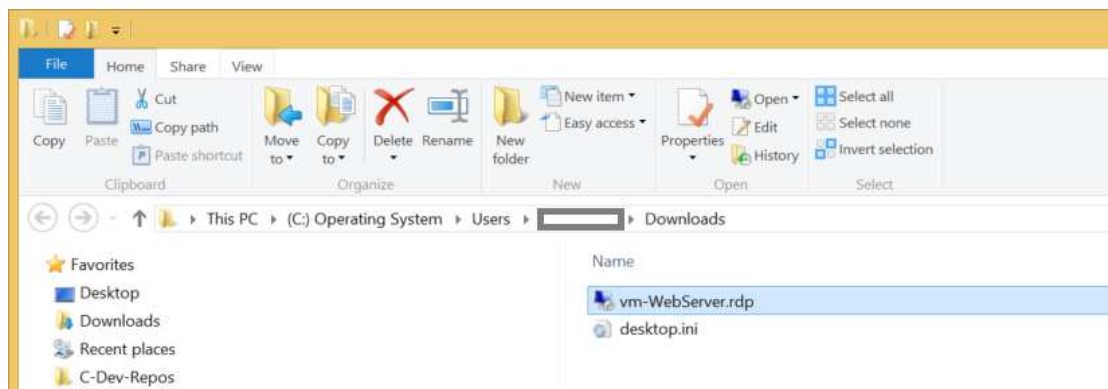 File Home Share View
Copy
Paste
Cut
Copy path
Paste shortcut
Clipboard
Move to
Copy to
Delete
Rename
Organize
New folder
New item
Easy access
New
Properties
Open
Edit
History
Open
Select all
Select none
Invert selection
Select
This PC (C:) Operating System Users Downloads
Favorites
Desktop
Downloads
Recent places
C-Dev-Repos
Name
vm-WebServer.rdp
desktop.ini